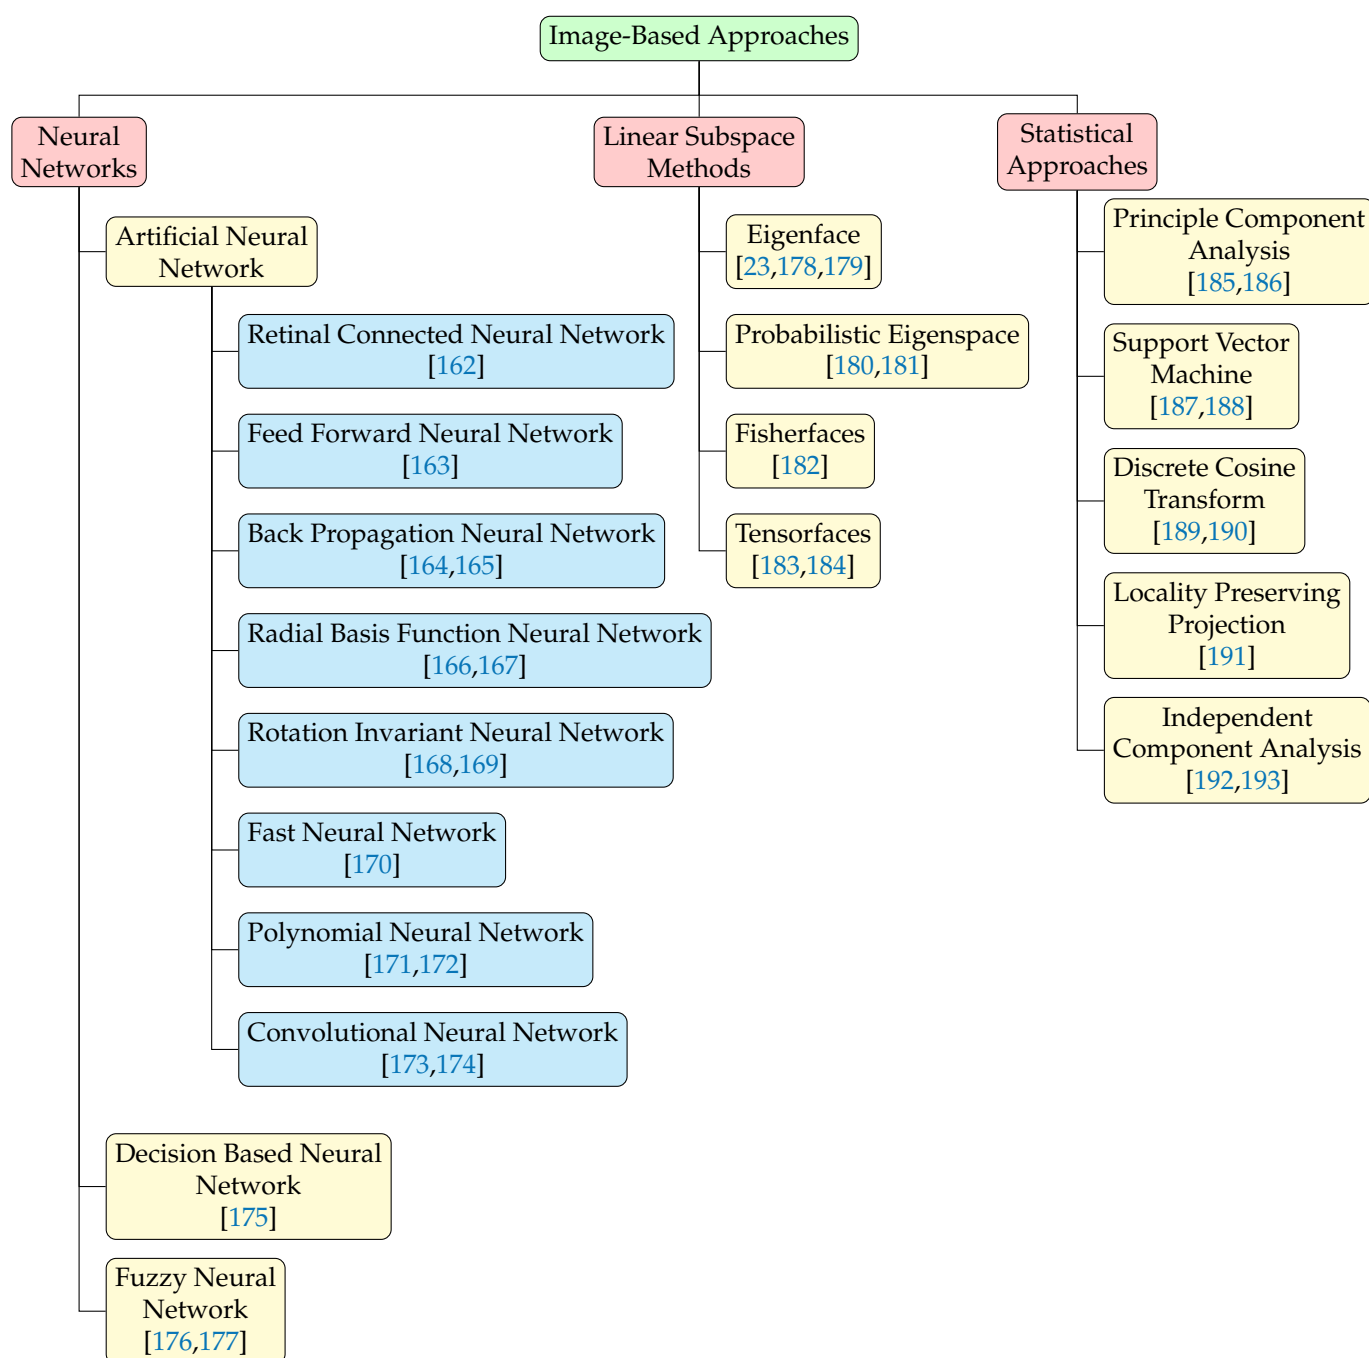 Image-Based Approaches
Neural
Networks
Artificial Neural
Network
Retinal Connected Neural Network
[162]
Feed Forward Neural Network
[163]
Back Propagation Neural Network
[164,165]
Radial Basis Function Neural Network
[166,167]
Rotation Invariant Neural Network
[168,169]
Fast Neural Network
[170]
Polynomial Neural Network
[171,172]
Convolutional Neural Network
[173,174]
Decision Based Neural
Network
[175]
Fuzzy Neural
Network
[176,177]
Linear Subspace
Methods
Eigenface
[23,178,179]
Probabilistic Eigenspace
[180,181]
Fisherfaces
[182]
Tensorfaces
[183,184]
Statistical
Approaches
Principle Component
Analysis
[185,186]
Support Vector
Machine
[187,188]
Discrete Cosine
Transform
[189,190]
Locality Preserving
Projection
[191]
Independent
Component Analysis
[192,193]